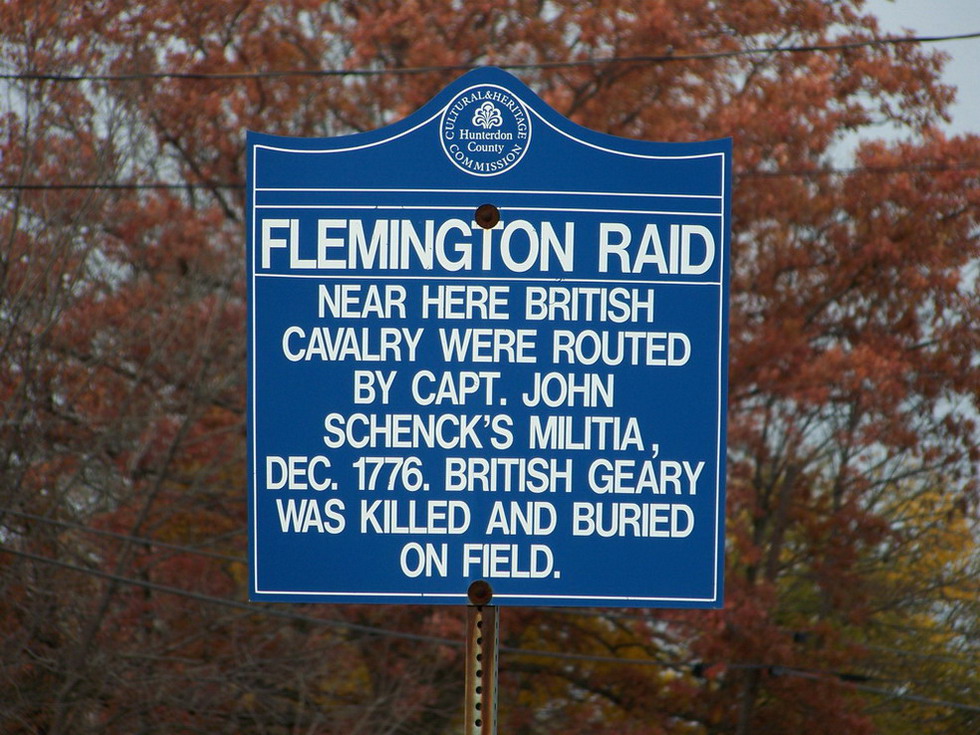 CULTURAL & HERITAGE
Hunterdon
County
COMMISSION
FLEMINGTON RAID
NEAR HERE BRITISH
CAVALRY WERE ROUTED
BY CAPT. JOHN
SCHENCK'S MILITIA,
DEC. 1776. BRITISH GEARY
WAS KILLED AND BURIED
ON FIELD.